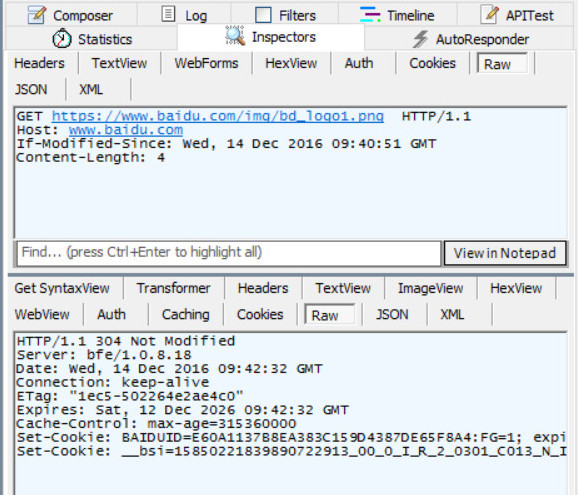 Composer Log Filters Timeline APITest
Statistics Inspectors AutoResponder
Headers TextView WebForms HexView Auth Cookies Raw
JSON XML
GET https://www.baidu.com/img/bd_logo1.png HTTP/1.1
Host: www.baidu.com
If-Modified-Since: Wed, 14 Dec 2016 09:40:51 GMT
Content-Length: 4
Find... (press Ctrl+Enter to highlight all) View in Notepad
Get SyntaxView Transformer Headers TextView ImageView HexView
WebView Auth Caching Cookies Raw JSON XML
HTTP/1.1 304 Not Modified
Server: bfe/1.0.8.18
Date: Wed, 14 Dec 2016 09:42:32 GMT
Connection: keep-alive
ETag: "1ec5-502264e2ae4c0"
Expires: Sat, 12 Dec 2026 09:42:32 GMT
Cache-Control: max-age=315360000
Set-Cookie: BAIDUID=E60A1137B8EA383C159D4387DE65F8A4:FG=1; expi
Set-Cookie: __bsi=15850221839890722913_00_0_I_R_2_0301_C013_N_I